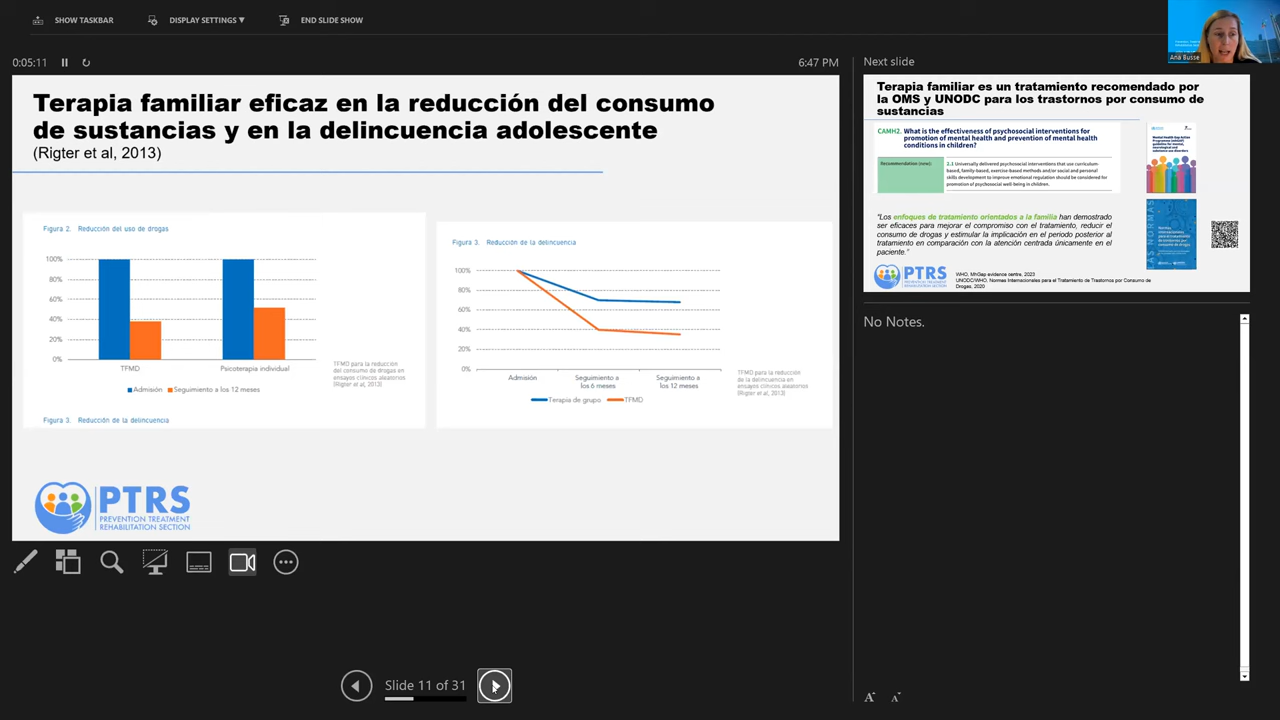 SHOW TASKBAR
DISPLAY SETTINGS ▼
END SLIDE SHOW
0:05:11
6:47 PM
Terapia familiar eficaz en la reducción del consumo
de sustancias y en la delincuencia adolescente
(Rigter et al, 2013)
Figura 2. Reducción del uso de drogas
100%
80%
60%
40%
20%
0%
TFMD
Psicoterapia individual
Admisión
Seguimiento a los 12 meses
TFMD para la reducción
del consumo de drogas en
ensayos clínicos aleatorios
(Rigter et al, 2013)
Figura 3. Reducción de la delincuencia
Figura 3. Reducción de la delincuencia
100%
80%
60%
40%
20%
0%
Admisión
Seguimiento a
los 6 meses
Seguimiento a
los 12 meses
Terapia de grupo
TFMD
TFMD para la reducción
de la delincuencia en
ensayos clínicos aleatorios
(Rigter et al, 2013)
PTRS
PREVENTION TREATMENT
REHABILITATION SECTION
Slide 11 of 31
Ana Busse
Next slide
Terapia familiar es un tratamiento recomendado por
la OMS y UNODC para los trastornos por consumo de
sustancias
CAMH2. What is the effectiveness of psychosocial interventions for
promotion of mental health and prevention of mental health
conditions in children?
Recommendation (new):
2.1 Universally delivered psychosocial interventions that use curriculum-
based, family-based, exercise-based methods and/or social and personal
skills development to improve emotional regulation should be considered for
promotion of psychosocial well-being in children.
"Los enfoques de tratamiento orientados a la familia han demostrado
ser eficaces para mejorar el compromiso con el tratamiento, reducir el
consumo de drogas y estimular la implicación en el periodo posterior al
tratamiento en comparación con la atención centrada únicamente en el
paciente."
PTRS
PREVENTION TREATMENT
REHABILITATION SECTION
WHO, MhGap evidence centre, 2023
UNODC/WHO, Normas Internacionales para el Tratamiento de Trastornos por Consumo de
Drogas, 2020
No Notes.
A
A